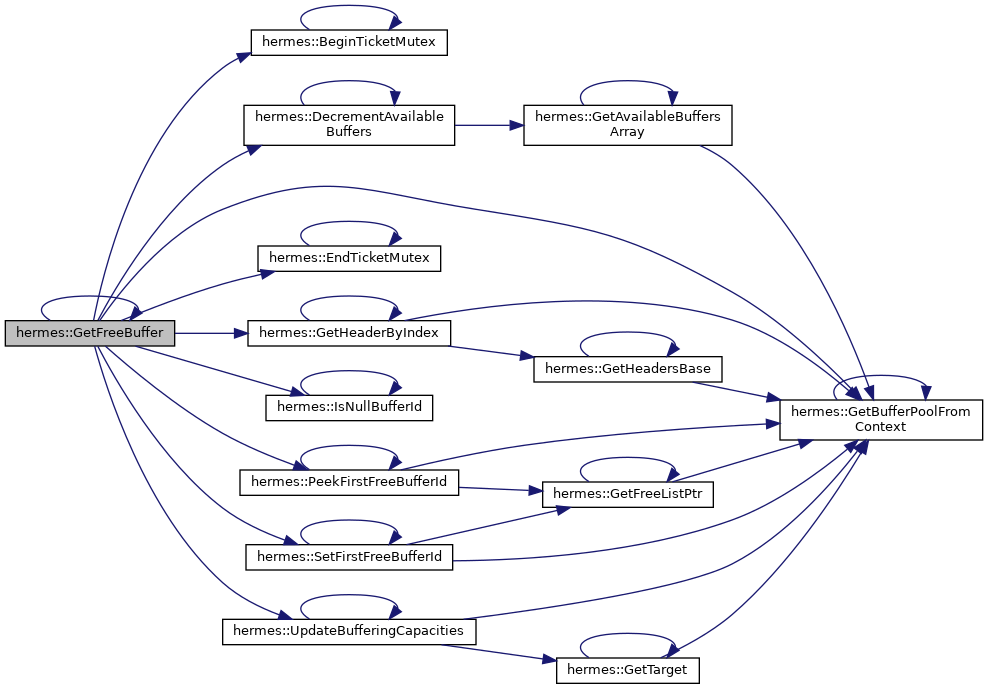 hermes::BeginTicketMutex
hermes::DecrementAvailable
Buffers
hermes::GetAvailableBuffers
Array
hermes::EndTicketMutex
hermes::GetFreeBuffer
hermes::GetHeaderByIndex
hermes::GetHeadersBase
hermes::IsNullBufferId
hermes::GetBufferPoolFrom
Context
hermes::PeekFirstFreeBufferId
hermes::GetFreeListPtr
hermes::SetFirstFreeBufferId
hermes::UpdateBufferingCapacities
hermes::GetTarget